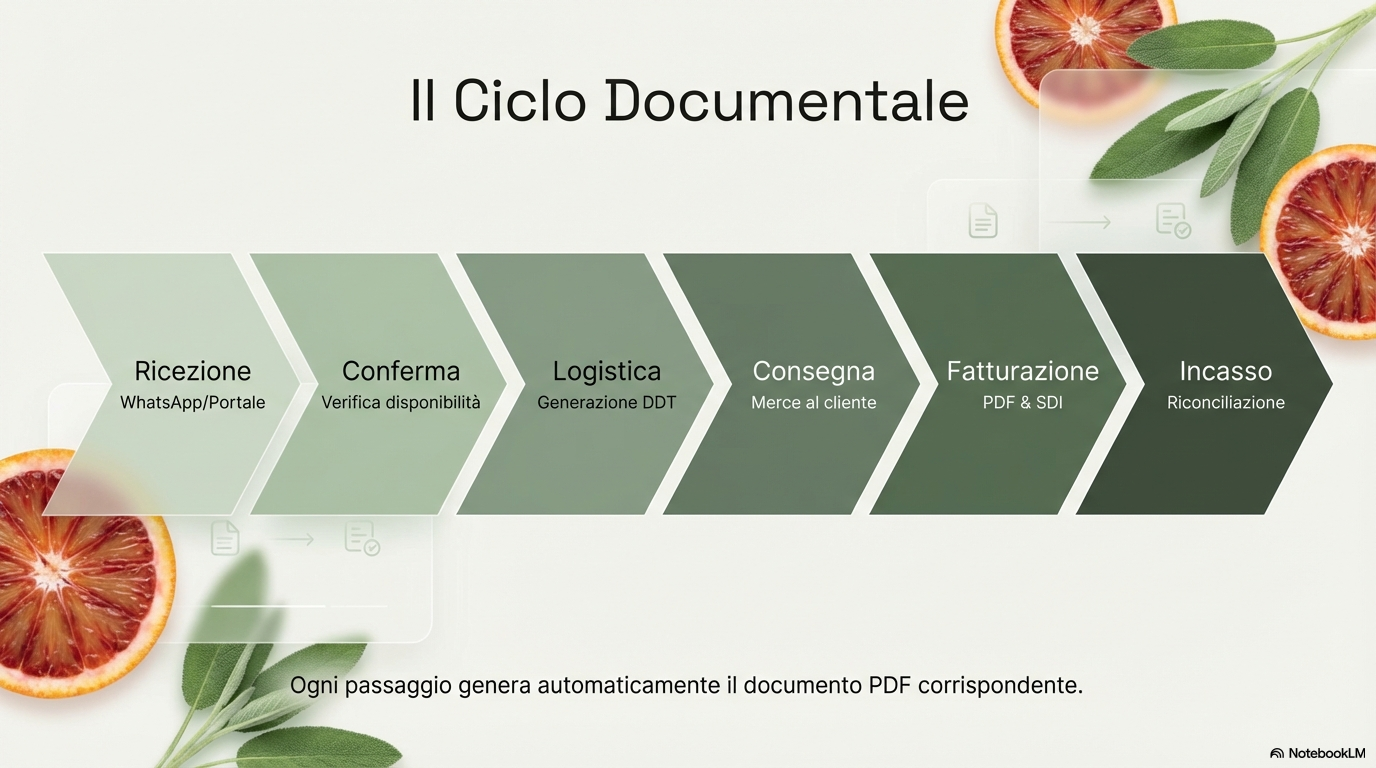 Il Ciclo Documentale
Ricezione
WhatsApp/Portale
Conferma
Verifica disponibilità
Logistica
Generazione DDT
Consegna
Merce al cliente
Fatturazione
PDF & SDI
Incasso
Riconciliazione
Ogni passaggio genera automaticamente il documento PDF corrispondente.
NotebookLM